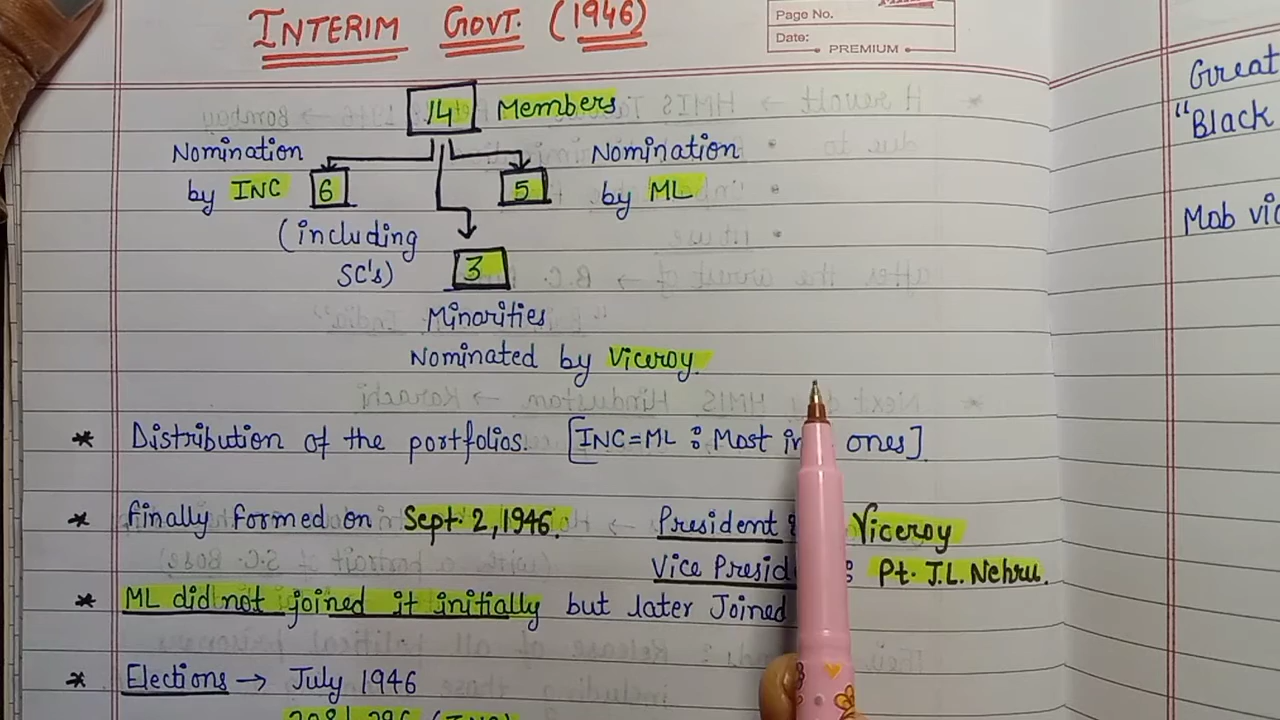 INTERIM GOVT. (1946)
Page No.
Date:
PREMIUM
14 Members
Nomination by INC 6
(including SC's)
Nomination by ML 5
3
Minorities
Nominated by Viceroy.
* Distribution of the portfolios. [INC=ML : Most ones]
* finally formed on Sept. 2, 1946.
President Viceroy
Vice Presid : Pt. J.L. Nehru.
* ML did not joined it initially but later Joined
* Elections → July 1946
Great
"Black
Mob